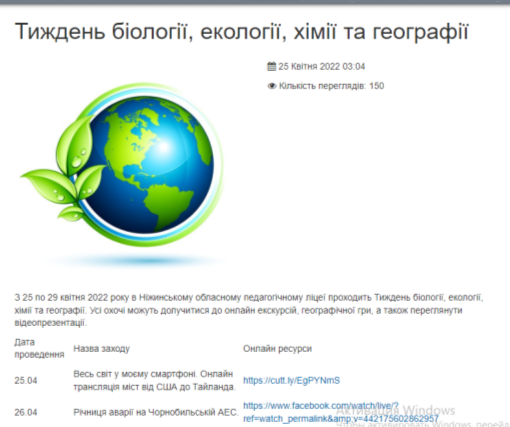 Тиждень біології, екології, хімії та географії
25 Квітня 2022 03:04
Кількість переглядів: 150
З 25 по 29 квітня 2022 року в Ніжинському обласному педагогічному ліцеї проходить Тиждень біології, екології,
хімії та географії. Усі охочі можуть долучитися до онлайн екскурсій, географічної гри, а також переглянути
відеопрезентації.
Дата
проведення Назва заходу Онлайн ресурси
Весь світ у моєму смартфоні. Онлайн
25.04 трансляція міст від США до Тайланда. https://cutt.ly/EgPYNmS
https://www.facebook.com/watch/live/?
26.04 Річниця аварії на Чорнобильській АЕС. ref=watch_permalink&amp;v=442175602862957
Активация Windows
Чтобы активировать Windows, перейд